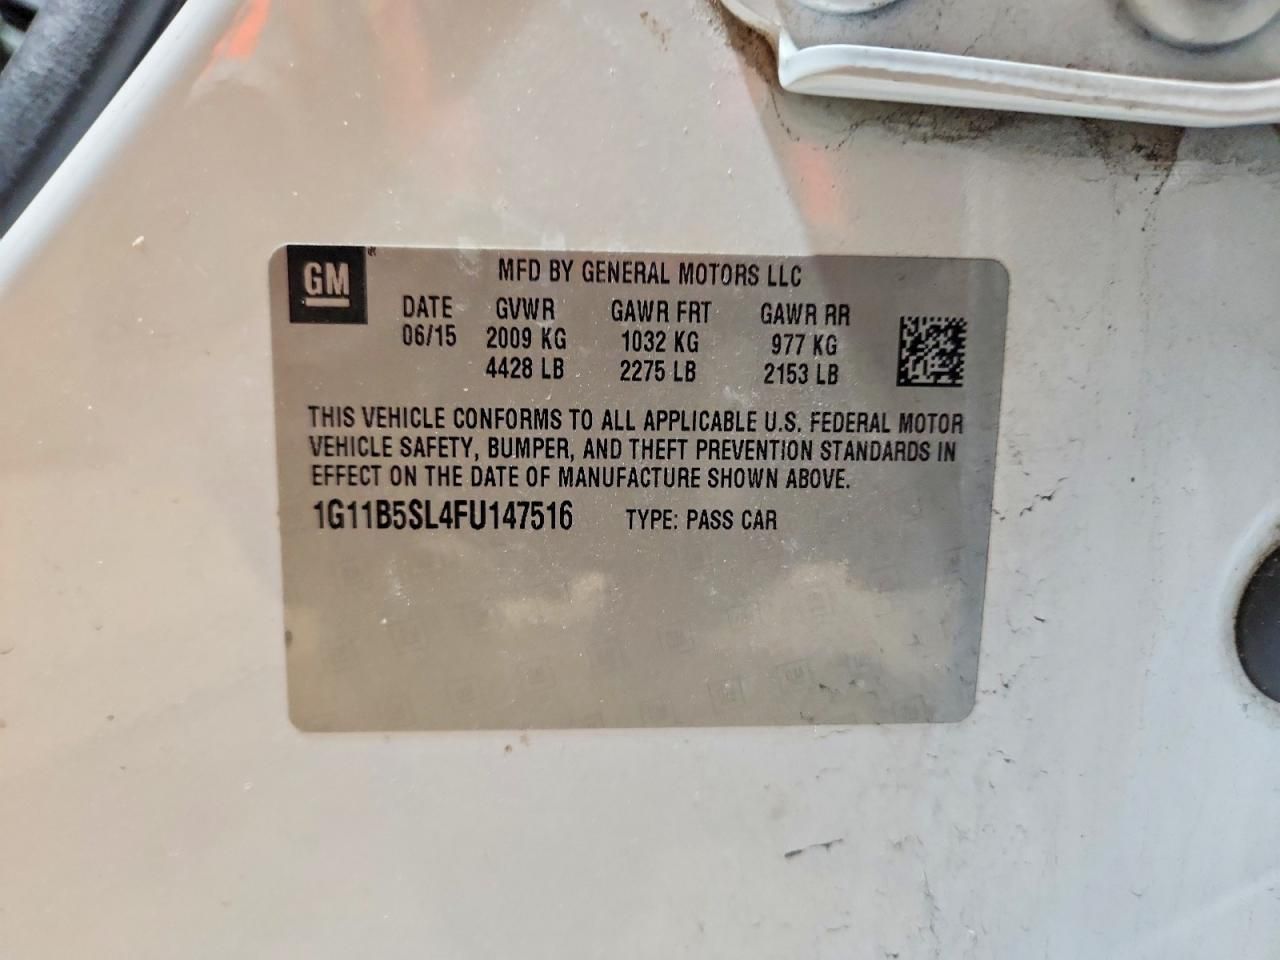 GM
MFD BY GENERAL MOTORS LLC
DATE GVWR GAWR FRT GAWR RR
06/15 2009 KG 1032 KG 977 KG
4428 LB 2275 LB 2153 LB
THIS VEHICLE CONFORMS TO ALL APPLICABLE U.S. FEDERAL MOTOR
VEHICLE SAFETY, BUMPER, AND THEFT PREVENTION STANDARDS IN
EFFECT ON THE DATE OF MANUFACTURE SHOWN ABOVE.
1G11B5SL4FU147516 TYPE: PASS CAR